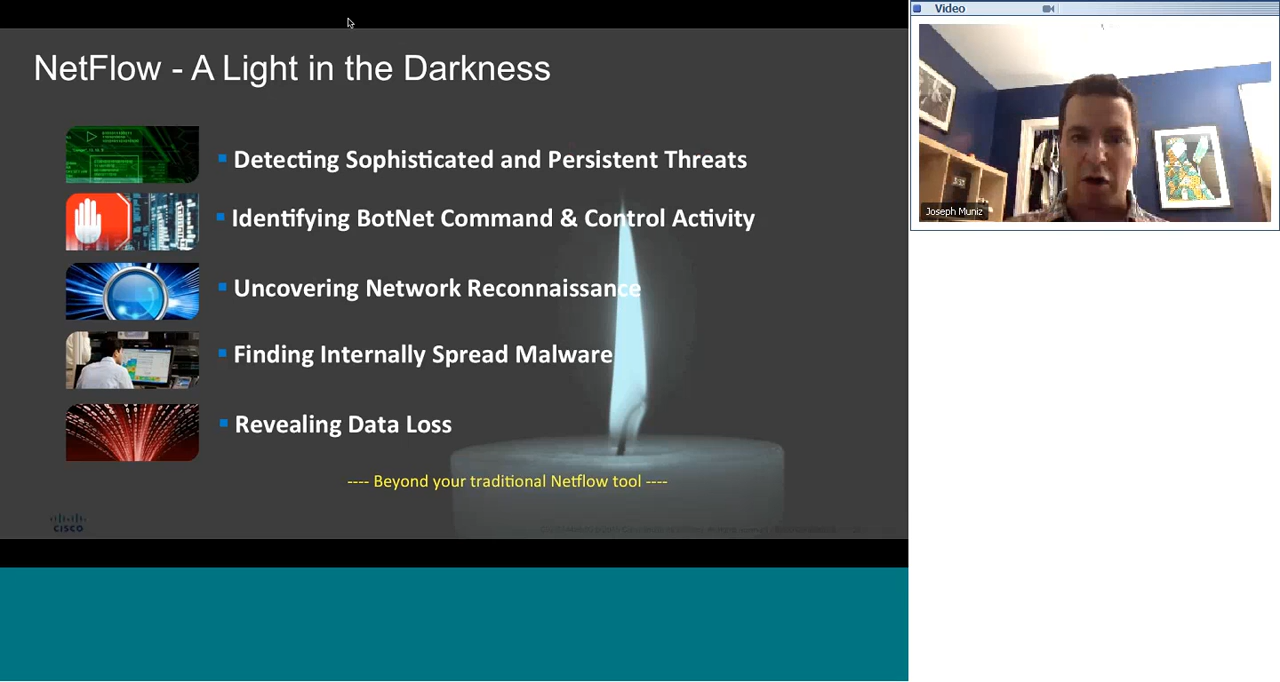 NetFlow - A Light in the Darkness
Detecting Sophisticated and Persistent Threats
Identifying BotNet Command & Control Activity
Uncovering Network Reconnaissance
Finding Internally Spread Malware
Revealing Data Loss
---- Beyond your traditional Netflow tool ----
CISCO
Video
Joseph Muniz